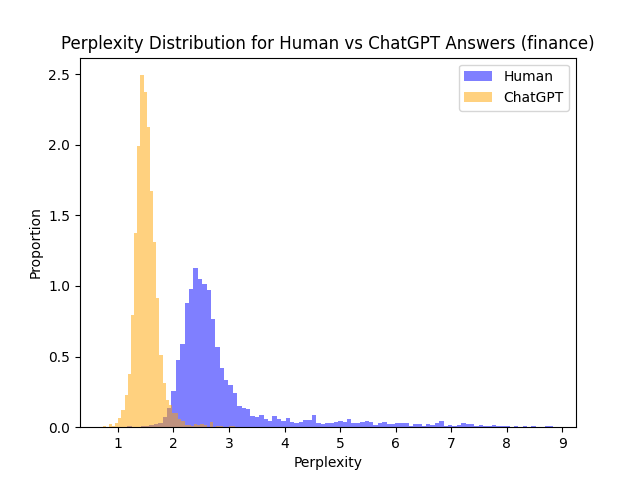 Perplexity Distribution for Human vs ChatGPT Answers (finance)
Human
ChatGPT
Proportion
2.5
2.0
1.5
1.0
0.5
0.0
1 2 3 4 5 6 7 8 9
Perplexity